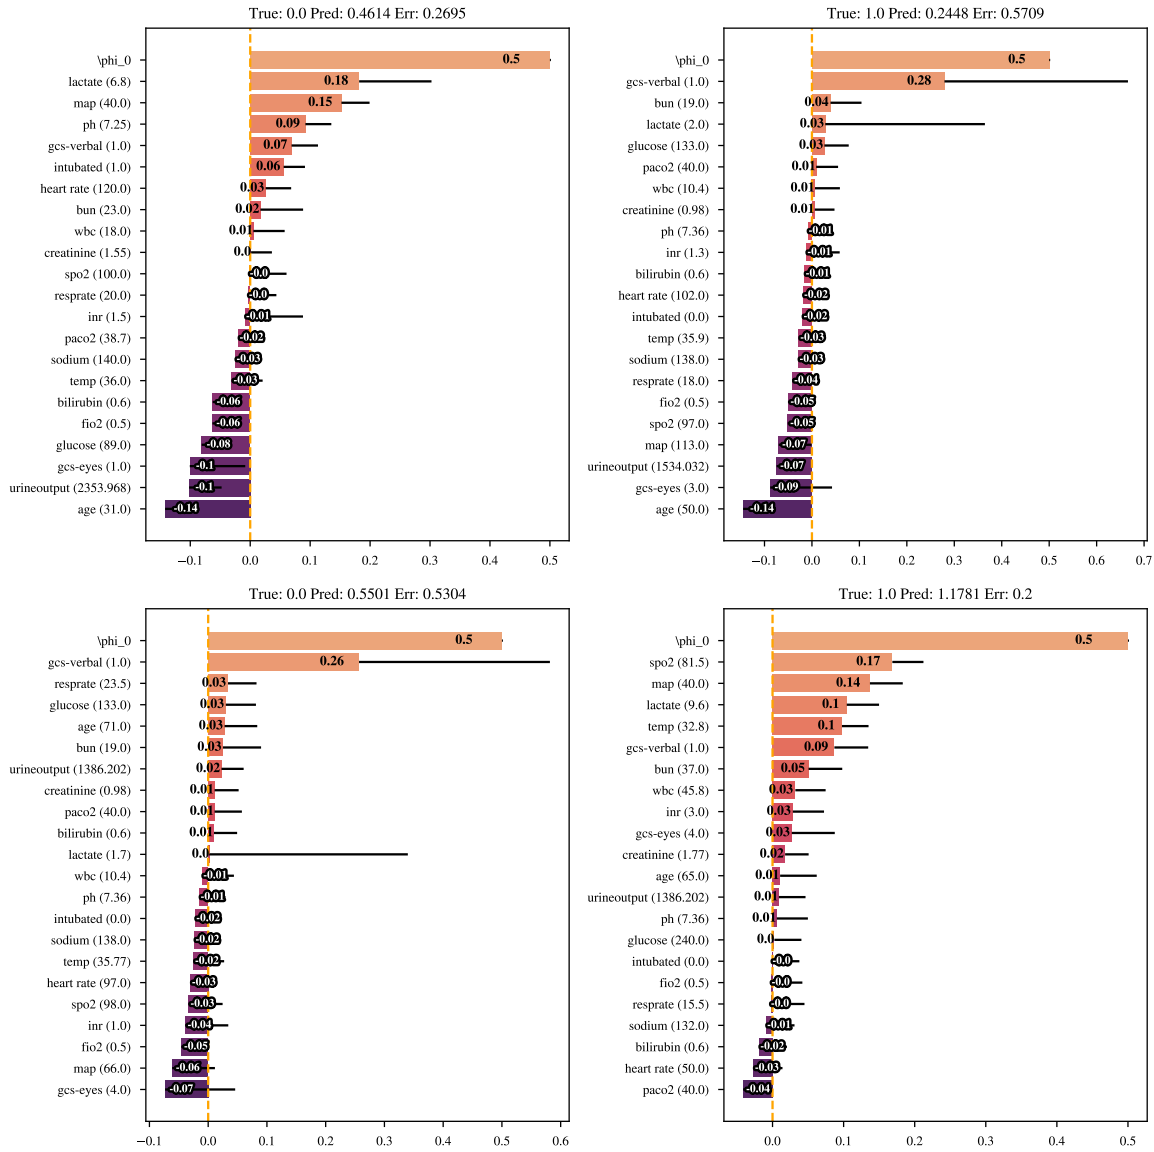 True: 0.0 Pred: 0.4614 Err: 0.2695
\phi_0 0.5
lactate (6.8) 0.18
map (40.0) 0.15
ph (7.25) 0.09
gcs-verbal (1.0) 0.07
intubated (1.0) 0.06
heart rate (120.0) 0.03
bun (23.0) 0.02
wbc (18.0) 0.01
creatinine (1.55) 0.0
spo2 (100.0) -0.0
resprate (20.0) -0.0
inr (1.5) -0.01
paco2 (38.7) -0.02
sodium (140.0) -0.03
temp (36.0) -0.03
bilirubin (0.6) -0.06
fio2 (0.5) -0.06
glucose (89.0) -0.08
gcs-eyes (1.0) -0.1
urineoutput (2353.968) -0.1
age (31.0) -0.14
−0.1 0.0 0.1 0.2 0.3 0.4 0.5
True: 1.0 Pred: 0.2448 Err: 0.5709
\phi_0 0.5
gcs-verbal (1.0) 0.28
bun (19.0) 0.04
lactate (2.0) 0.03
glucose (133.0) 0.03
paco2 (40.0) 0.01
wbc (10.4) 0.01
creatinine (0.98) 0.01
ph (7.36) -0.01
inr (1.3) -0.01
bilirubin (0.6) -0.01
heart rate (102.0) -0.02
intubated (0.0) -0.02
temp (35.9) -0.03
sodium (138.0) -0.03
resprate (18.0) -0.04
fio2 (0.5) -0.05
spo2 (97.0) -0.05
map (113.0) -0.07
urineoutput (1534.032) -0.07
gcs-eyes (3.0) -0.09
age (50.0) -0.14
−0.1 0.0 0.1 0.2 0.3 0.4 0.5 0.6 0.7
True: 0.0 Pred: 0.5501 Err: 0.5304
\phi_0 0.5
gcs-verbal (1.0) 0.26
resprate (23.5) 0.03
glucose (133.0) 0.03
age (71.0) 0.03
bun (19.0) 0.03
urineoutput (1386.202) 0.02
creatinine (0.98) 0.01
paco2 (40.0) 0.01
bilirubin (0.6) 0.01
lactate (1.7) 0.0
wbc (10.4) -0.01
ph (7.36) -0.01
intubated (0.0) -0.02
sodium (138.0) -0.02
temp (35.77) -0.02
heart rate (97.0) -0.03
spo2 (98.0) -0.03
inr (1.0) -0.04
fio2 (0.5) -0.05
map (66.0) -0.06
gcs-eyes (4.0) -0.07
−0.1 0.0 0.1 0.2 0.3 0.4 0.5 0.6
True: 1.0 Pred: 1.1781 Err: 0.2
\phi_0 0.5
spo2 (81.5) 0.17
map (40.0) 0.14
lactate (9.6) 0.1
temp (32.8) 0.1
gcs-verbal (1.0) 0.09
bun (37.0) 0.05
wbc (45.8) 0.03
inr (3.0) 0.03
gcs-eyes (4.0) 0.03
creatinine (1.77) 0.02
age (65.0) 0.01
urineoutput (1386.202) 0.01
ph (7.36) 0.01
glucose (240.0) 0.0
intubated (0.0) -0.0
fio2 (0.5) -0.0
resprate (15.5) -0.0
sodium (132.0) -0.01
bilirubin (0.6) -0.02
heart rate (50.0) -0.03
paco2 (40.0) -0.04
0.0 0.1 0.2 0.3 0.4 0.5